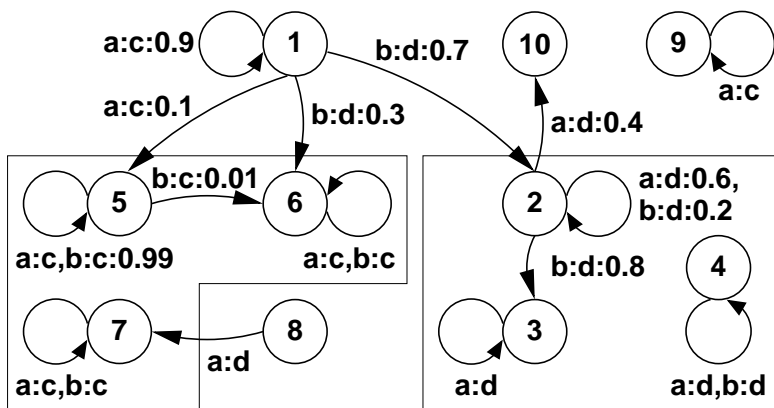 a:c:0.9
1
b:d:0.7
10
9
a:c
a:c:0.1
b:d:0.3
a:d:0.4
b:c:0.01
5
6
2
a:d:0.6,
b:d:0.2
a:c,b:c:0.99
a:c,b:c
b:d:0.8
4
7
8
3
a:d
a:c,b:c
a:d
a:d,b:d